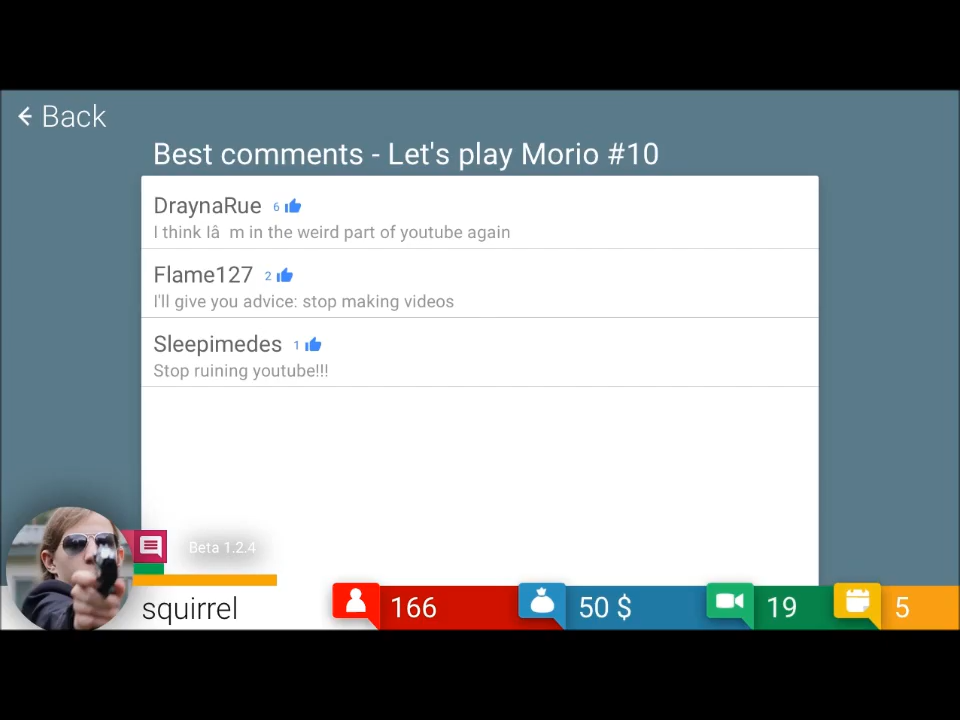 Back
Best comments - Let's play Morio #10
DraynaRue 6
I think Iâ m in the weird part of youtube again
Flame127 2
I'll give you advice: stop making videos
Sleepimedes 1
Stop ruining youtube!!!
Beta 1.2.4
squirrel
166
50 $
19
5